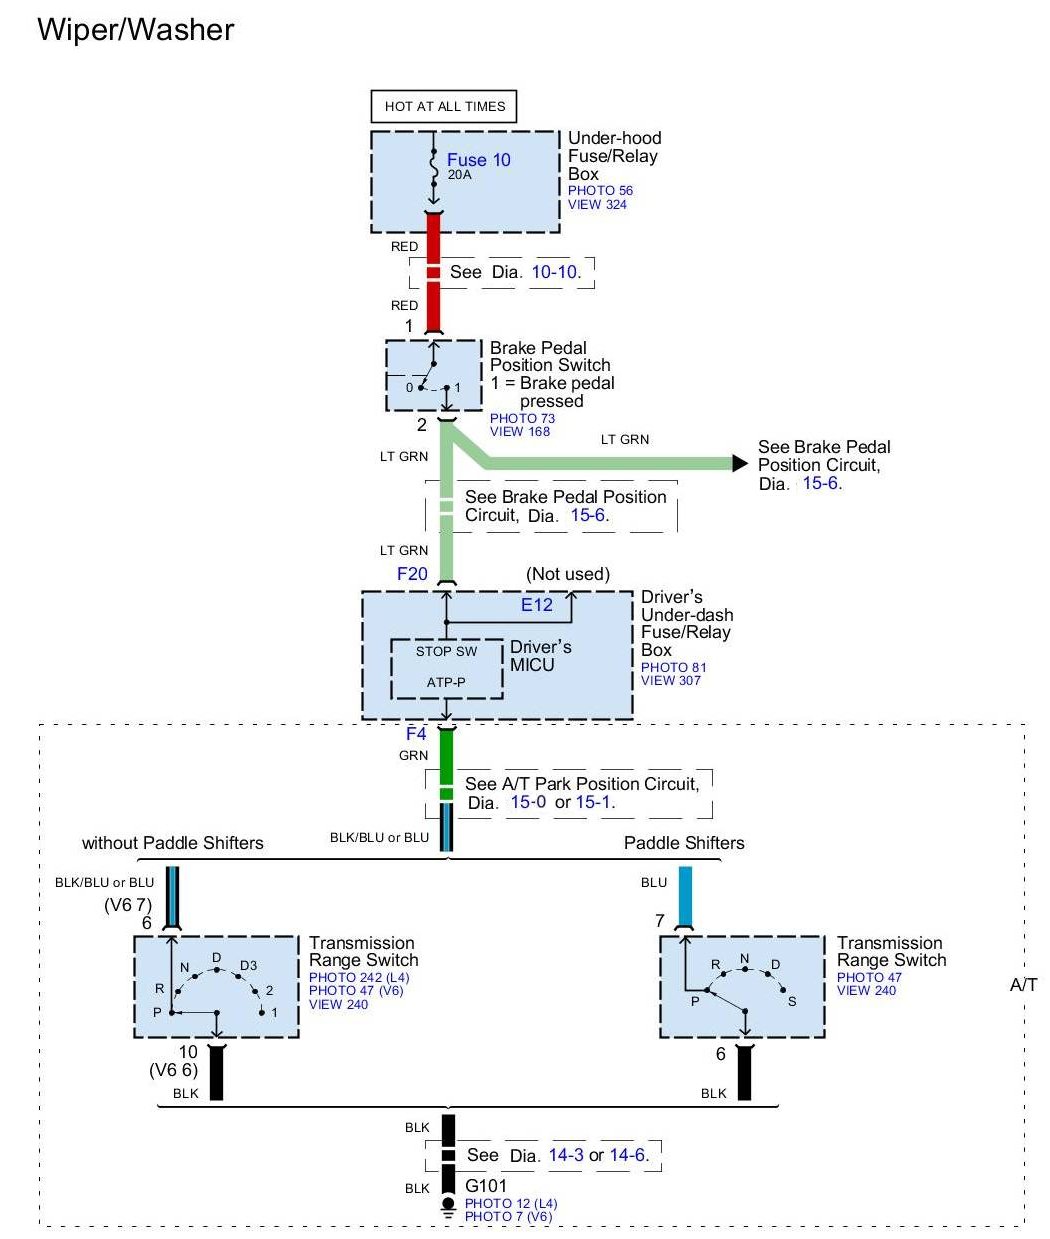 Wiper/Washer
HOT AT ALL TIMES
Under-hood
Fuse/Relay
Box
PHOTO 56
VIEW 324
Fuse 10
20A
RED
See Dia. 10-10.
RED
1
Brake Pedal
Position Switch
1 = Brake pedal
pressed
PHOTO 73
VIEW 168
0
1
2
LT GRN
LT GRN
See Brake Pedal
Position Circuit,
Dia. 15-6.
See Brake Pedal Position
Circuit, Dia. 15-6.
LT GRN
F20
(Not used)
E12
Driver's
Under-dash
Fuse/Relay
Box
PHOTO 81
VIEW 307
STOP SW
ATP-P
Driver's
MICU
F4
GRN
See A/T Park Position Circuit,
Dia. 15-0 or 15-1.
BLK/BLU or BLU
without Paddle Shifters
Paddle Shifters
BLK/BLU or BLU
(V6 7)
6
Transmission
Range Switch
PHOTO 242 (L4)
PHOTO 47 (V6)
VIEW 240
P
R
N
D
D3
2
1
10
(V6 6)
BLK
BLU
7
Transmission
Range Switch
PHOTO 47
VIEW 240
P
R
N
D
S
6
BLK
A/T
BLK
See Dia. 14-3 or 14-6.
BLK
G101
PHOTO 12 (L4)
PHOTO 7 (V6)